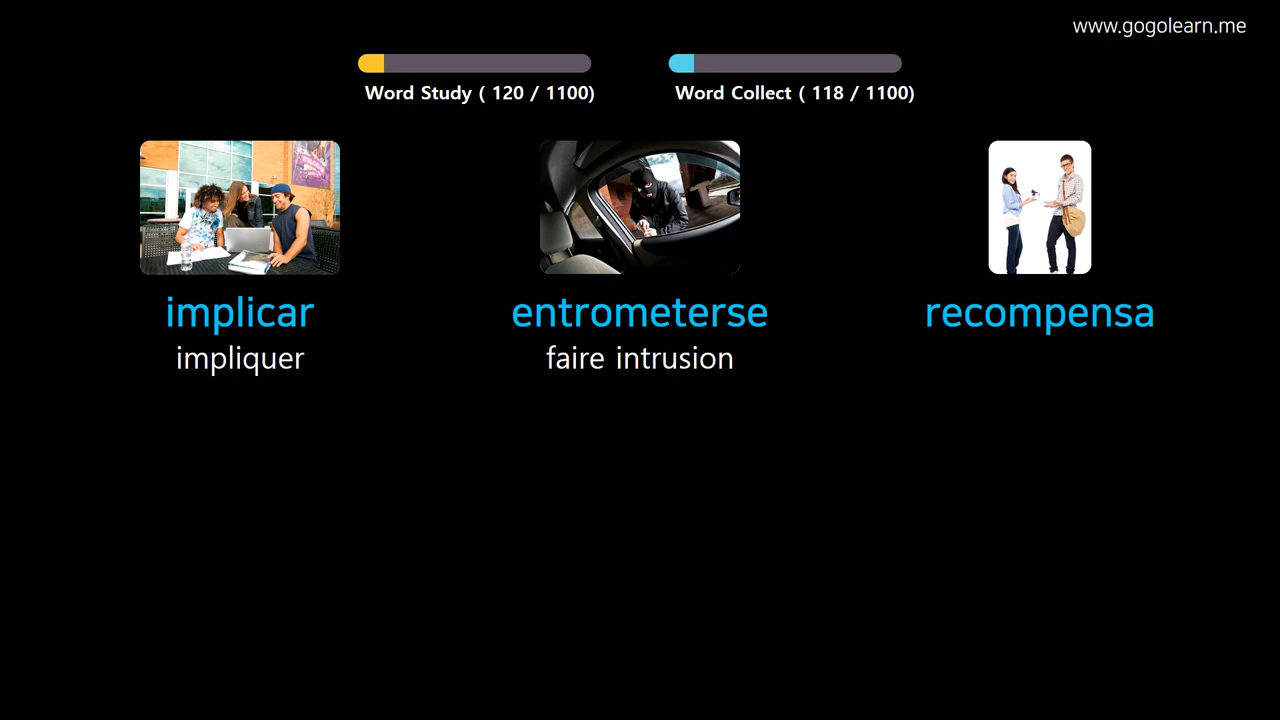 www.gogolearn.me
Word Study ( 120 / 1100)
Word Collect ( 118 / 1100)
implicar
entrometerse
recompensa
impliquer
faire intrusion